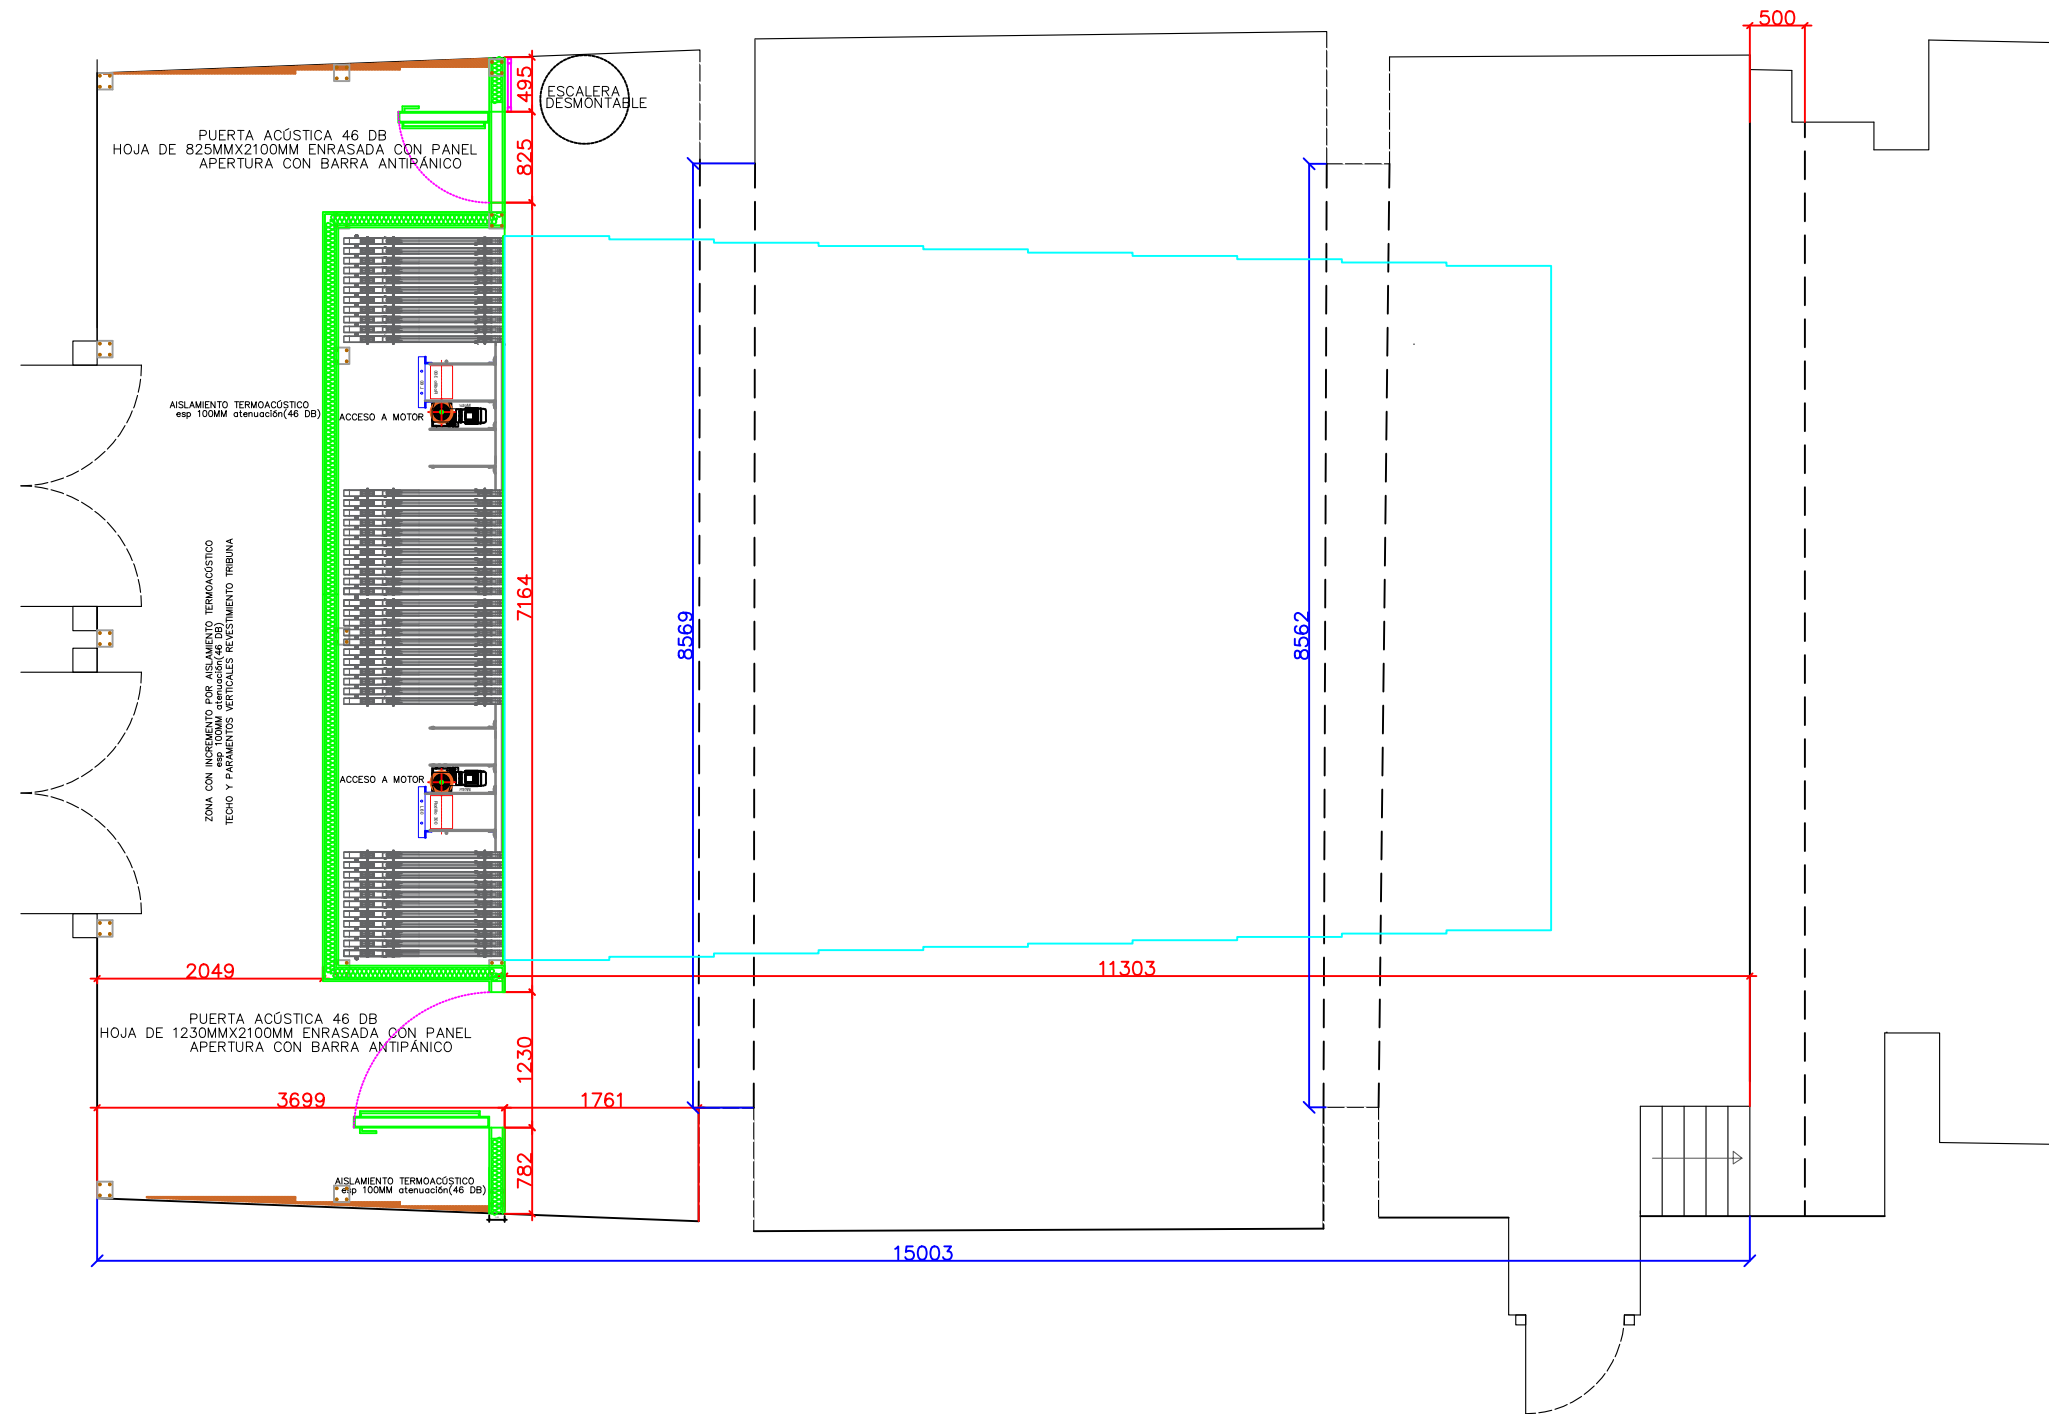 500
495
ESCALERA
DESMONTABLE
PUERTA ACÚSTICA 46 DB
HOJA DE 825MMX2100MM ENRASADA CON PANEL
APERTURA CON BARRA ANTIPÁNICO
825
AISLAMIENTO TERMOACÚSTICO
esp 100MM atenuación(46 DB)
ACCESO A MOTOR
7164
8569
8562
ZONA CON INCREMENTO POR AISLAMIENTO TERMOACÚSTICO
esp 100MM atenuación(46 DB)
TECHO Y PARAMENTOS VERTICALES REVESTIMIENTO TRIBUNA
ACCESO A MOTOR
2049
11303
PUERTA ACÚSTICA 46 DB
HOJA DE 1230MMX2100MM ENRASADA CON PANEL
APERTURA CON BARRA ANTIPÁNICO
1230
3699
1761
782
AISLAMIENTO TERMOACÚSTICO
esp 100MM atenuación(46 DB)
15003